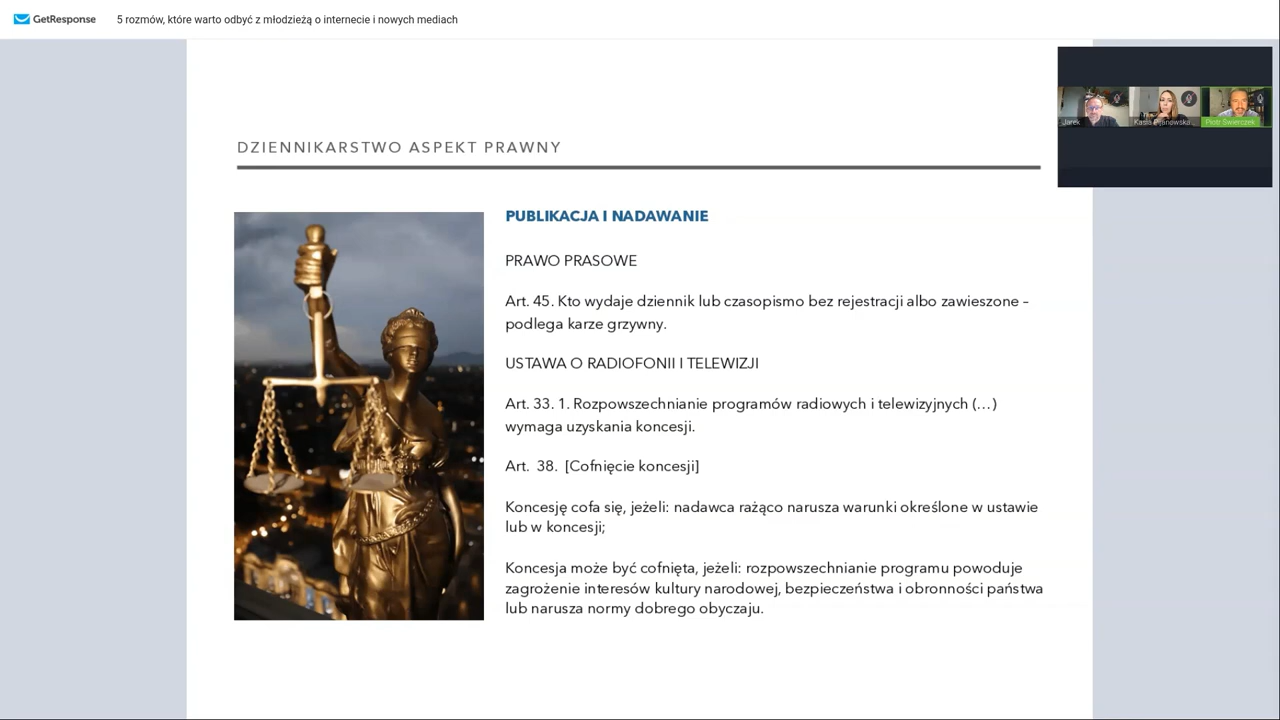 GetResponse
5 rozmów, które warto odbyć z młodzieżą o internecie i nowych mediach
Jarek
Kasia
Piotr Świerczek
DZIENNIKARSTWO ASPEKT PRAWNY
PUBLIKACJA I NADAWANIE
PRAWO PRASOWE
Art. 45. Kto wydaje dziennik lub czasopismo bez rejestracji albo zawieszone –
podlega karze grzywny.
USTAWA O RADIOFONII I TELEWIZJI
Art. 33. 1. Rozpowszechnianie programów radiowych i telewizyjnych (...)
wymaga uzyskania koncesji.
Art. 38. [Cofnięcie koncesji]
Koncesję cofa się, jeżeli: nadawca rażąco narusza warunki określone w ustawie
lub w koncesji;
Koncesja może być cofnięta, jeżeli: rozpowszechnianie programu powoduje
zagrożenie interesów kultury narodowej, bezpieczeństwa i obronności państwa
lub narusza normy dobrego obyczaju.